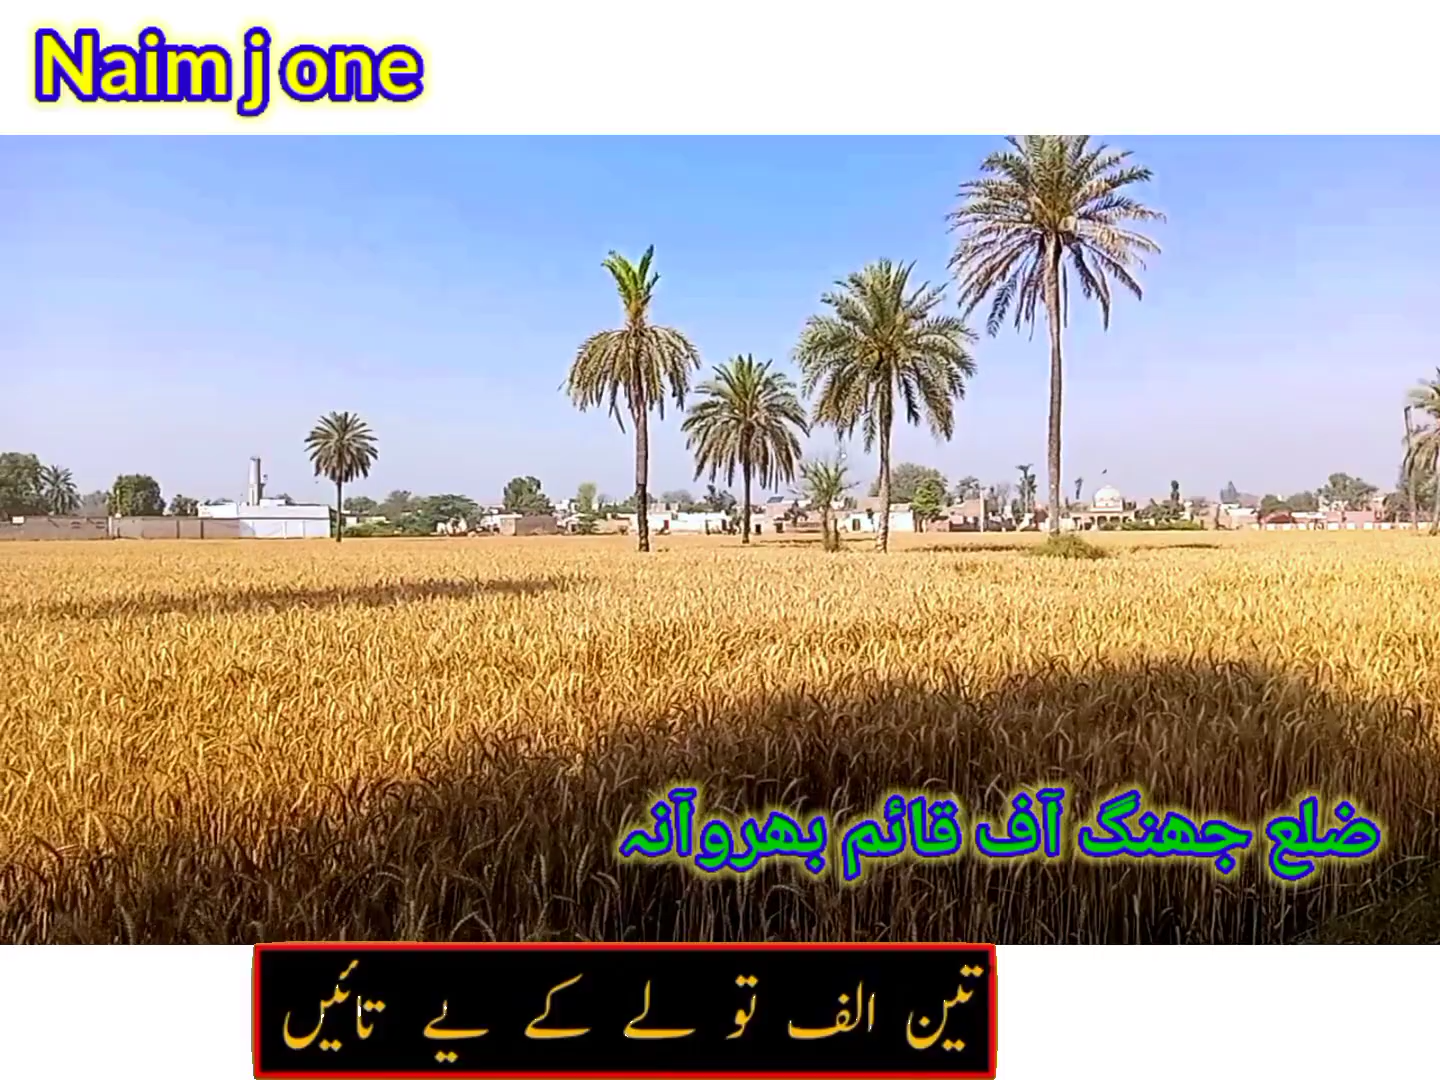 Naim j one
ضلع جھنگ آف قائم بھروآنہ
تین الف تو لے کے یے تائیں